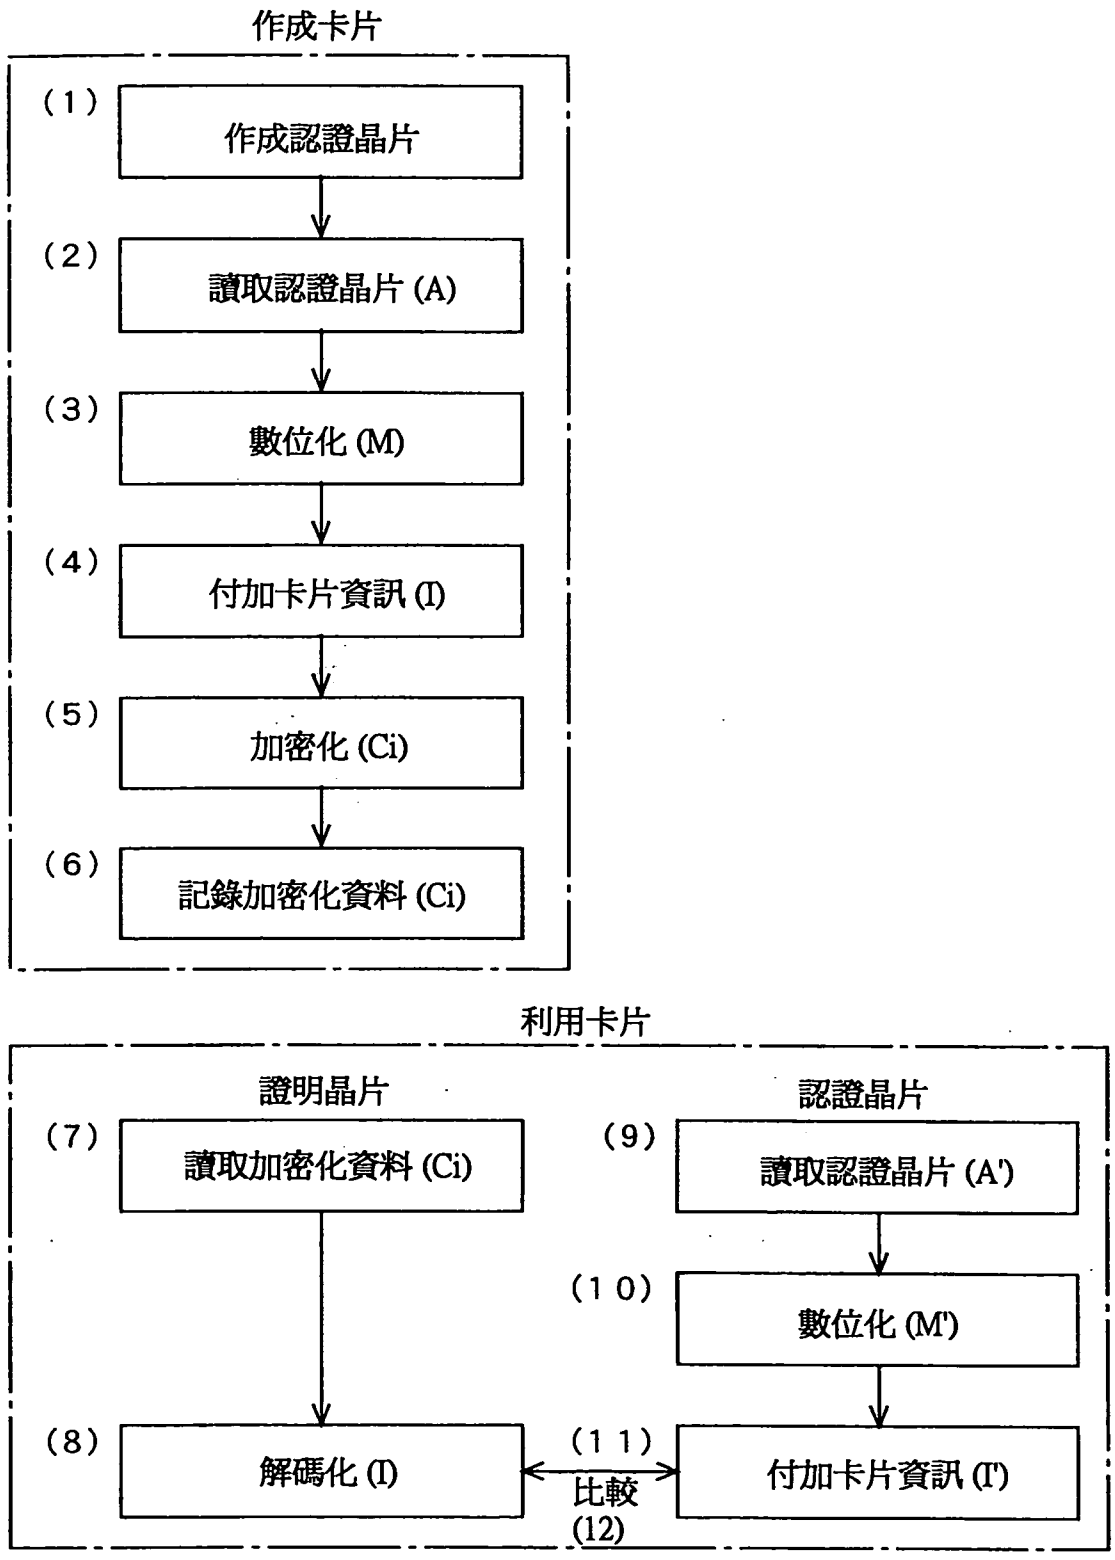 作成卡片
(1)
作成認證晶片
(2)
讀取認證晶片 (A)
(3)
數位化 (M)
(4)
付加卡片資訊 (I)
(5)
加密化 (Ci)
(6)
記錄加密化資料 (Ci)
利用卡片
證明晶片
認證晶片
(7)
讀取加密化資料 (Ci)
(9)
讀取認證晶片 (A')
(10)
數位化 (M')
(8)
解碼化 (I)
(11)
付加卡片資訊 (I')
比較
(12)